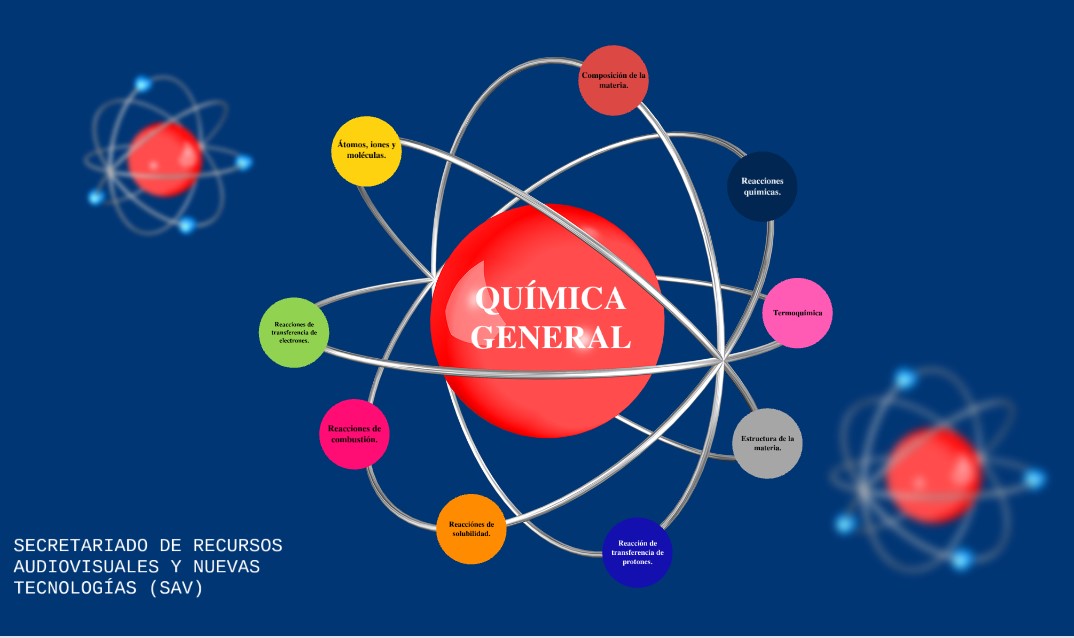 Composición de la
materia.
Átomos, iones y
moléculas.
Reacciones
químicas.
QUÍMICA
GENERAL
Termoquímica
Reacciones de
transferencia de
electrones.
Reacciones de
combustión.
Estructura de la
materia.
Reacciónes de
solubilidad.
Reacción de
transferencia de
protones.
SECRETARIADO DE RECURSOS
AUDIOVISUALES Y NUEVAS
TECNOLOGÍAS (SAV)